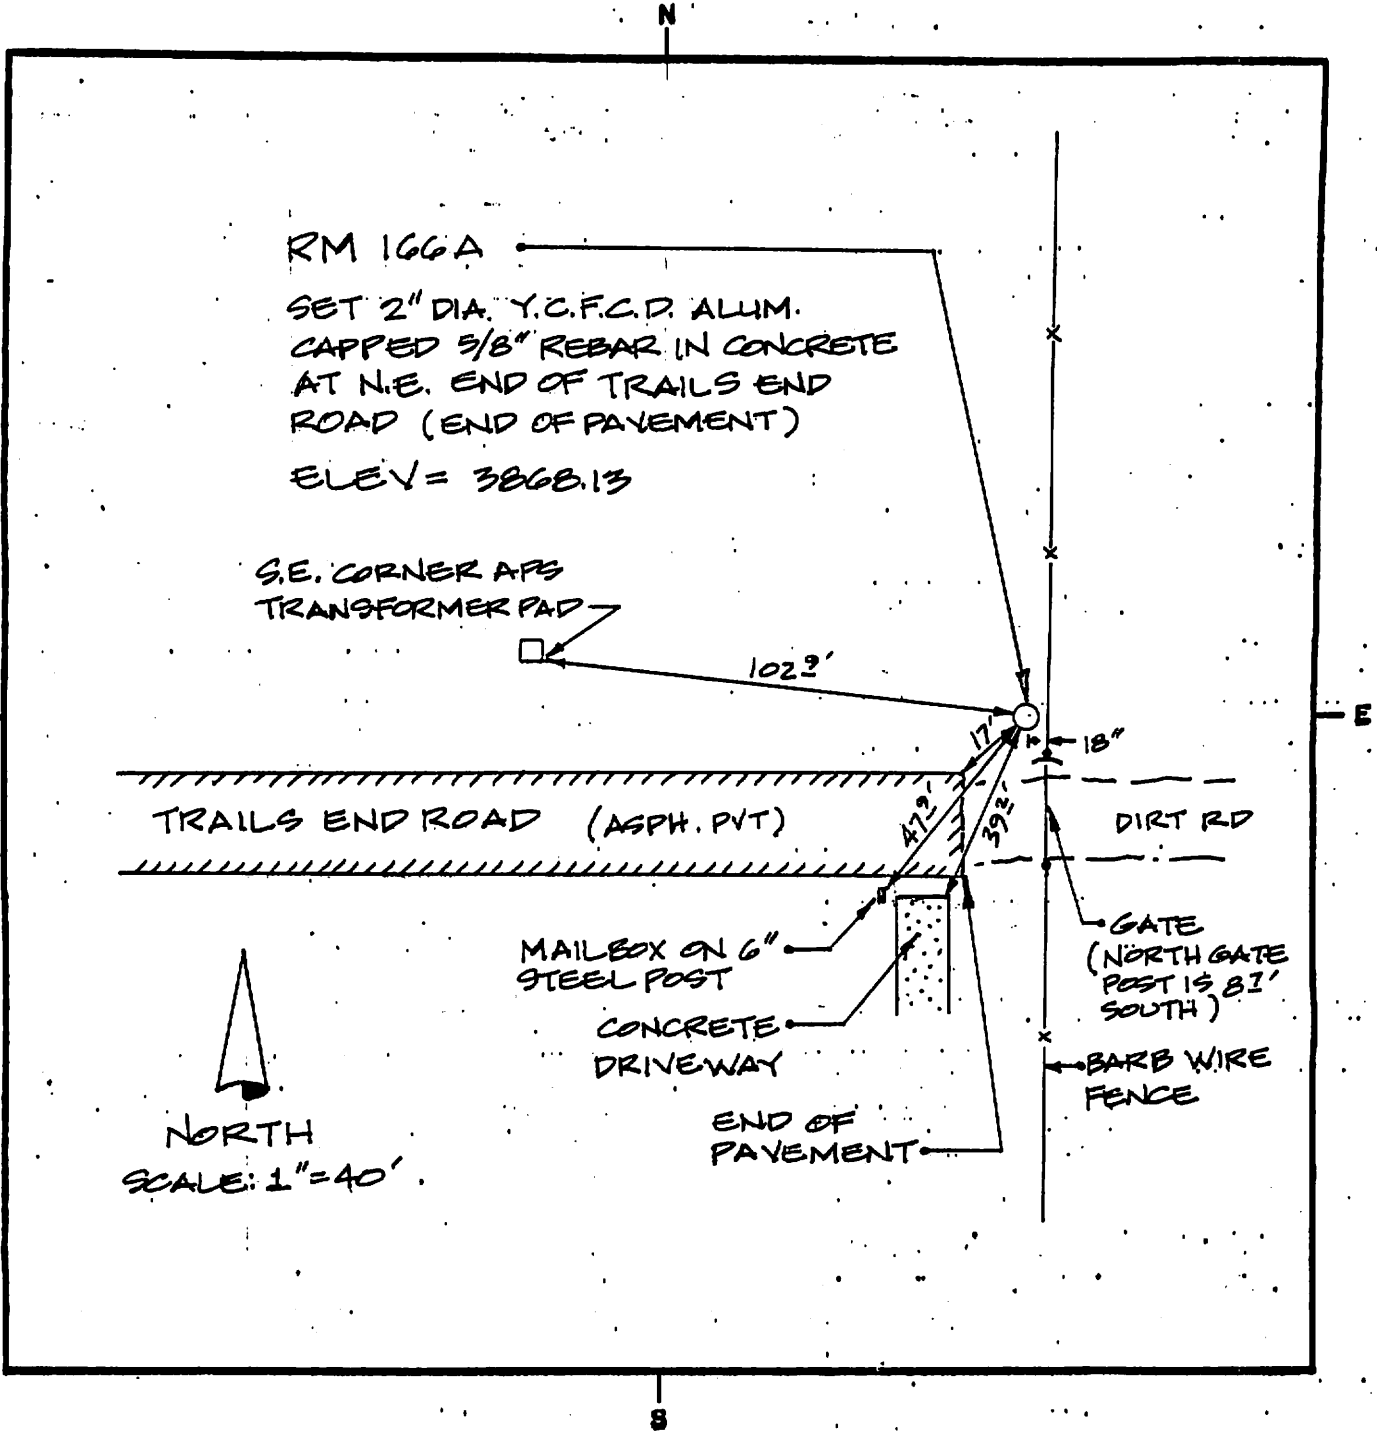 N
RM 166A
SET 2" DIA. Y.C.F.C.D. ALUM.
CAPPED 5/8" REBAR IN CONCRETE
AT N.E. END OF TRAILS END
ROAD (END OF PAVEMENT)
ELEV = 3868.13
S.E. CORNER APS
TRANSFORMER PAD
102.9'
E
17'
18"
47.9'
39.2'
TRAILS END ROAD (ASPH. PVT)
DIRT RD
MAILBOX ON 6"
STEEL POST
GATE
(NORTH GATE
POST IS 8.7'
SOUTH)
CONCRETE
DRIVEWAY
BARB WIRE
FENCE
END OF
PAVEMENT
NORTH
SCALE: 1"=40'
S